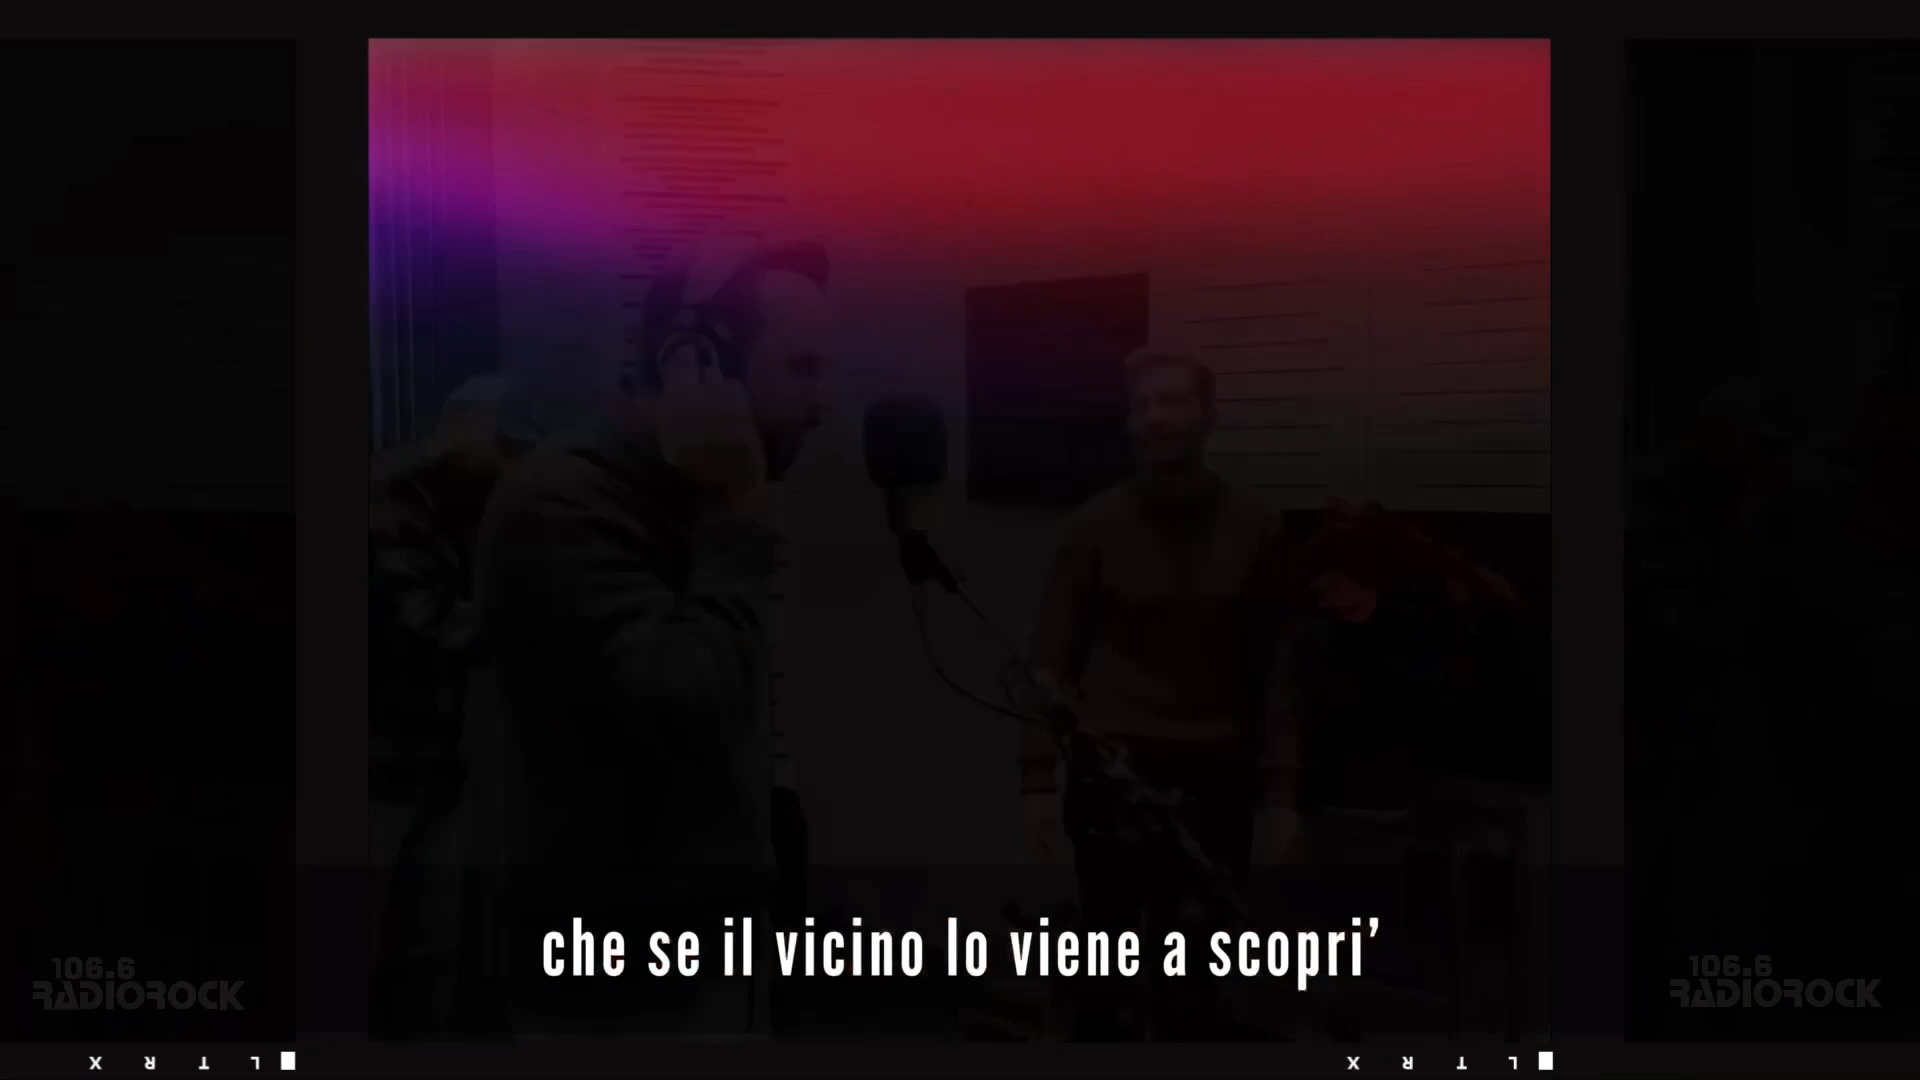 che se il vicino lo viene a scopri’
106.6
RADIOROCK
106.6
RADIOROCK
X R T L
X R T L